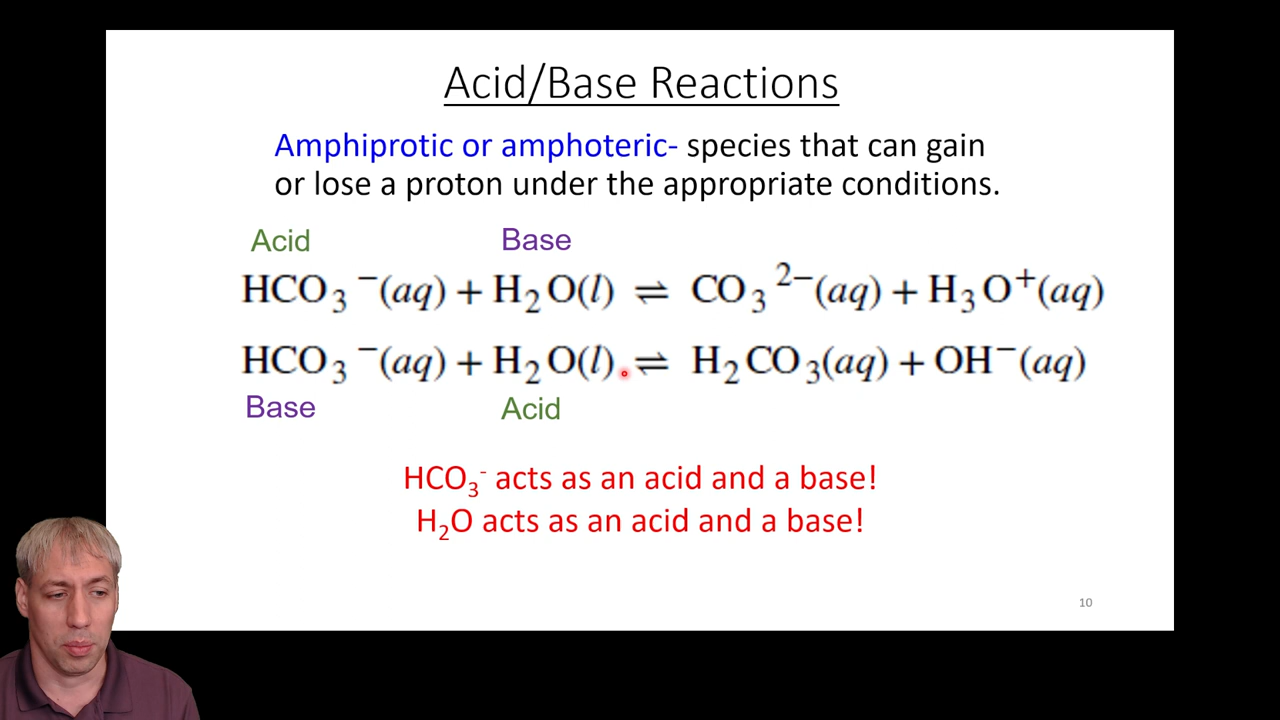 Acid/Base Reactions
Amphiprotic or amphoteric- species that can gain
or lose a proton under the appropriate conditions.
Acid Base
HCO₃⁻(aq) + H₂O(l) ⇌ CO₃²⁻(aq) + H₃O⁺(aq)
HCO₃⁻(aq) + H₂O(l) ⇌ H₂CO₃(aq) + OH⁻(aq)
Base Acid
HCO₃⁻ acts as an acid and a base!
H₂O acts as an acid and a base!
10